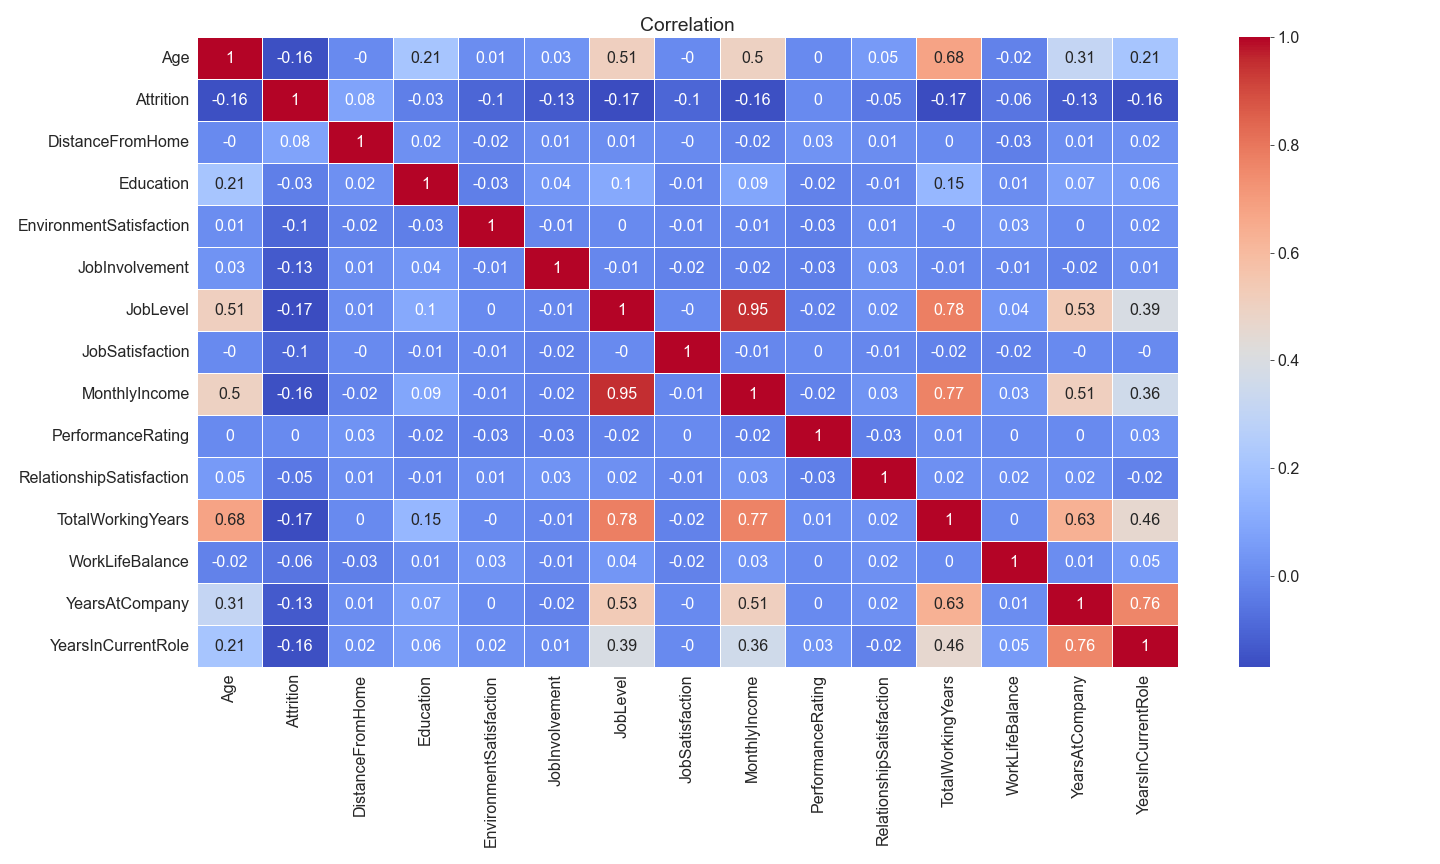 Correlation
Age 1 -0.16 -0 0.21 0.01 0.03 0.51 -0 0.5 0 0.05 0.68 -0.02 0.31 0.21
Attrition -0.16 1 0.08 -0.03 -0.1 -0.13 -0.17 -0.1 -0.16 0 -0.05 -0.17 -0.06 -0.13 -0.16
DistanceFromHome -0 0.08 1 0.02 -0.02 0.01 0.01 -0 -0.02 0.03 0.01 0 -0.03 0.01 0.02
Education 0.21 -0.03 0.02 1 -0.03 0.04 0.1 -0.01 0.09 -0.02 -0.01 0.15 0.01 0.07 0.06
EnvironmentSatisfaction 0.01 -0.1 -0.02 -0.03 1 -0.01 0 -0.01 -0.01 -0.03 0.01 -0 0.03 0 0.02
JobInvolvement 0.03 -0.13 0.01 0.04 -0.01 1 -0.01 -0.02 -0.02 -0.03 0.03 -0.01 -0.01 -0.02 0.01
JobLevel 0.51 -0.17 0.01 0.1 0 -0.01 1 -0 0.95 -0.02 0.02 0.78 0.04 0.53 0.39
JobSatisfaction -0 -0.1 -0 -0.01 -0.01 -0.02 -0 1 -0.01 0 -0.01 -0.02 -0.02 -0 -0
MonthlyIncome 0.5 -0.16 -0.02 0.09 -0.01 -0.02 0.95 -0.01 1 -0.02 0.03 0.77 0.03 0.51 0.36
PerformanceRating 0 0 0.03 -0.02 -0.03 -0.03 -0.02 0 -0.02 1 -0.03 0.01 0 0 0.03
RelationshipSatisfaction 0.05 -0.05 0.01 -0.01 0.01 0.03 0.02 -0.01 0.03 -0.03 1 0.02 0.02 0.02 -0.02
TotalWorkingYears 0.68 -0.17 0 0.15 -0 -0.01 0.78 -0.02 0.77 0.01 0.02 1 0 0.63 0.46
WorkLifeBalance -0.02 -0.06 -0.03 0.01 0.03 -0.01 0.04 -0.02 0.03 0 0.02 0 1 0.01 0.05
YearsAtCompany 0.31 -0.13 0.01 0.07 0 -0.02 0.53 -0 0.51 0 0.02 0.63 0.01 1 0.76
YearsInCurrentRole 0.21 -0.16 0.02 0.06 0.02 0.01 0.39 -0 0.36 0.03 -0.02 0.46 0.05 0.76 1
Age
Attrition
DistanceFromHome
Education
EnvironmentSatisfaction
JobInvolvement
JobLevel
JobSatisfaction
MonthlyIncome
PerformanceRating
RelationshipSatisfaction
TotalWorkingYears
WorkLifeBalance
YearsAtCompany
YearsInCurrentRole
1.0
0.8
0.6
0.4
0.2
0.0